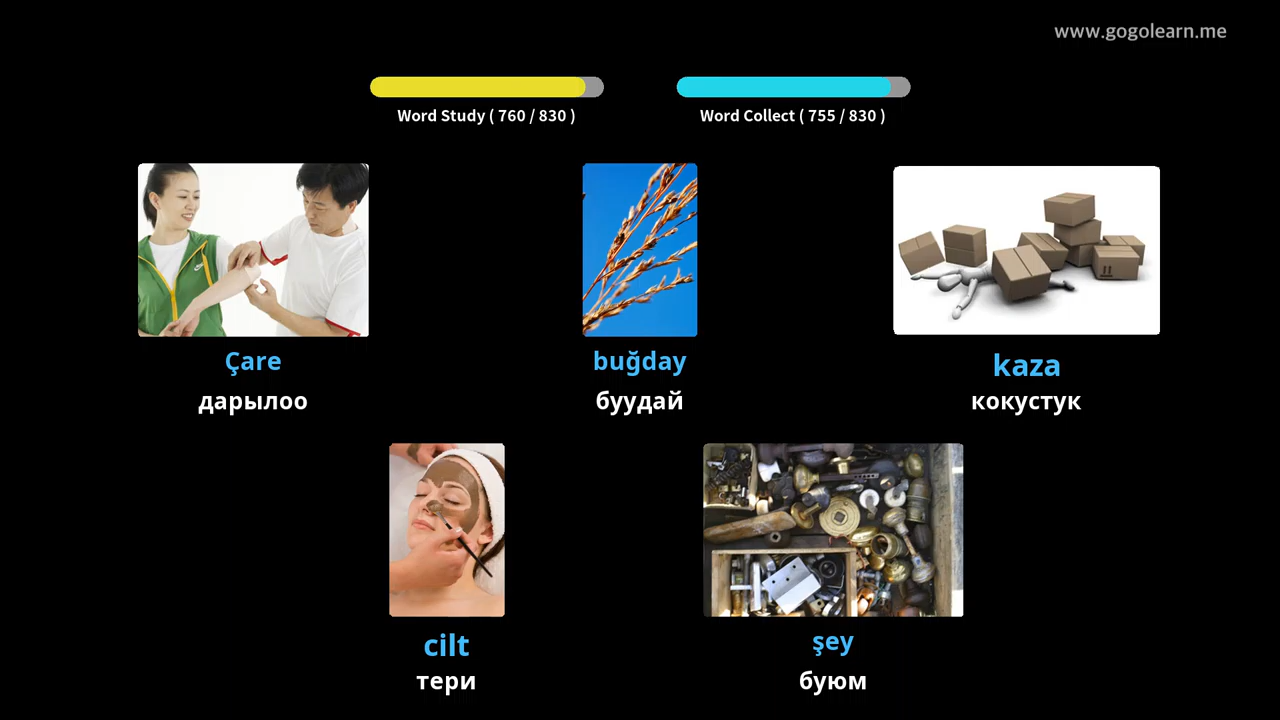 www.gogolearn.me
Word Study ( 760 / 830 )
Word Collect ( 755 / 830 )
Çare
дарылоо
buğday
буудай
kaza
кокустук
cilt
тери
şey
буюм